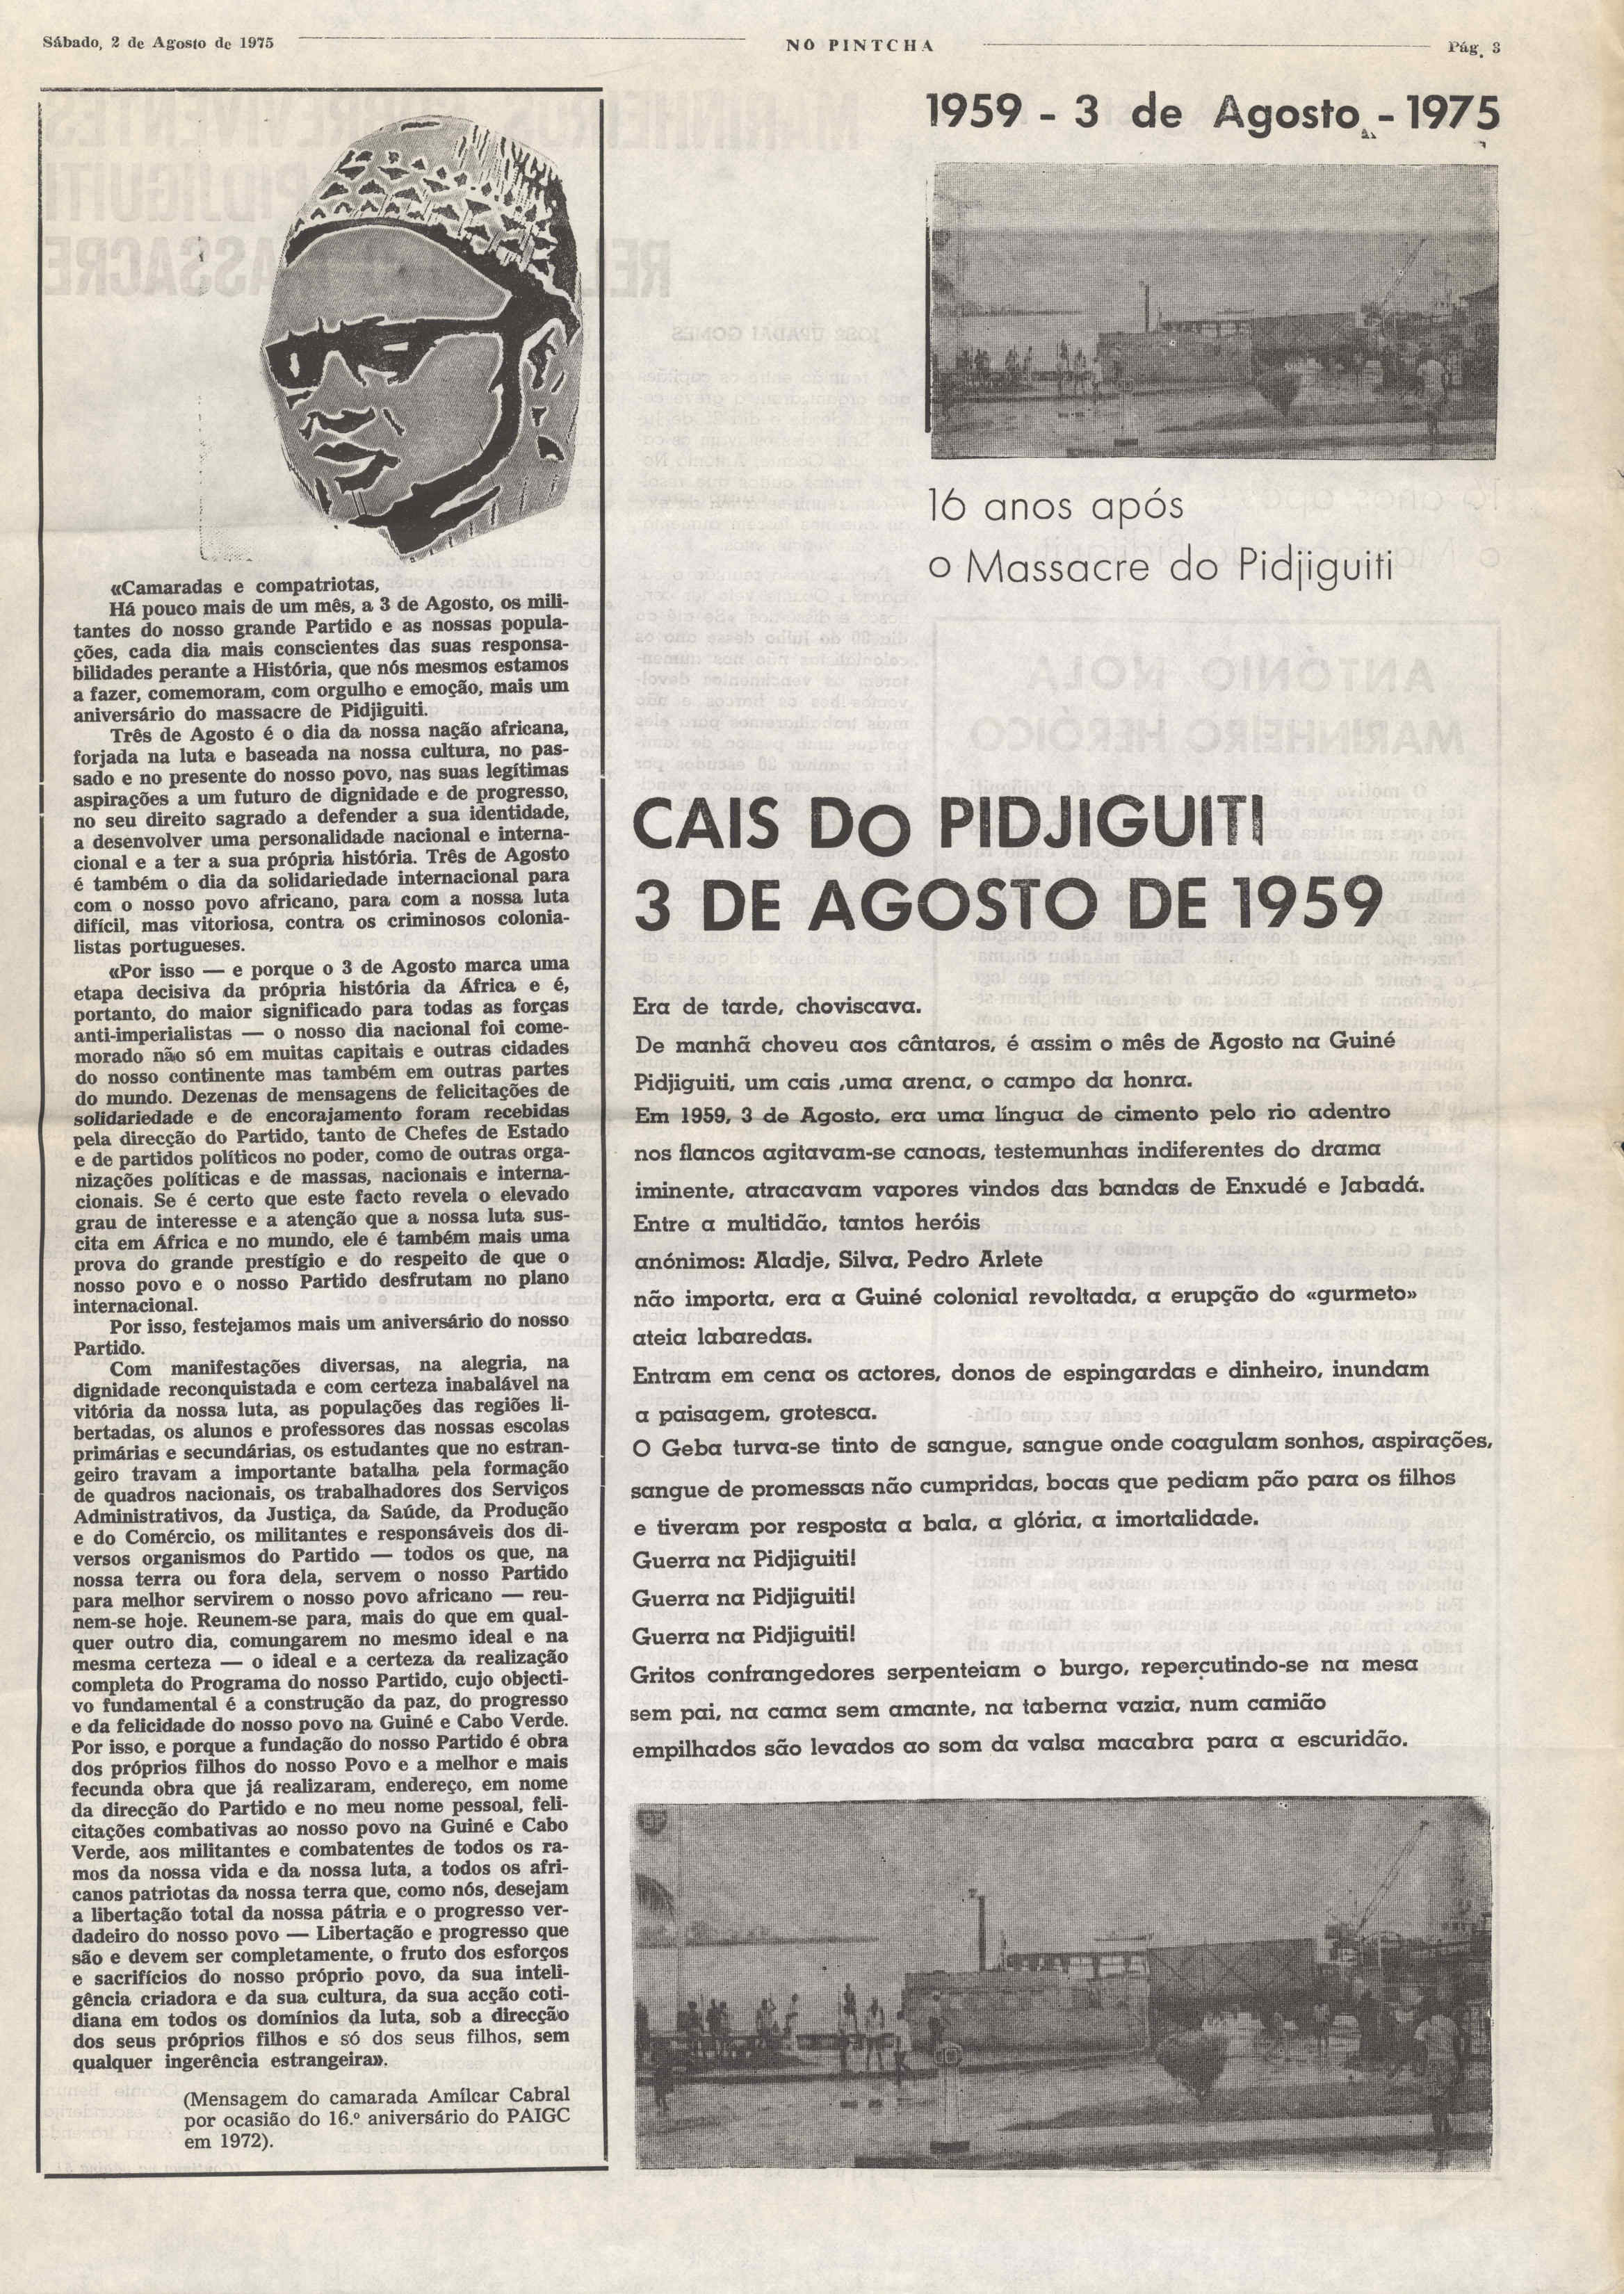 Sábado, 2 de Agosto de 1975
NO PINTCHA
Pág. 3
«Camaradas e compatriotas,
Há pouco mais de um mês, a 3 de Agosto, os mili-
tantes do nosso grande Partido e as nossas popula-
ções, cada dia mais conscientes das suas responsa-
bilidades perante a História, que nós mesmos estamos
a fazer, comemoram, com orgulho e emoção, mais um
aniversário do massacre de Pidjiguiti.
Três de Agosto é o dia da nossa nação africana,
forjada na luta e baseada na nossa cultura, no pas-
sado e no presente do nosso povo, nas suas legítimas
aspirações a um futuro de dignidade e de progresso,
no seu direito sagrado a defender a sua identidade,
a desenvolver uma personalidade nacional e interna-
cional e a ter a sua própria história. Três de Agosto
é também o dia da solidariedade internacional para
com o nosso povo africano, para com a nossa luta
difícil, mas vitoriosa, contra os criminosos colonia-
listas portugueses.
«Por isso — e porque o 3 de Agosto marca uma
etapa decisiva da própria história da África e é,
portanto, do maior significado para todas as forças
anti-imperialistas — o nosso dia nacional foi come-
morado não só em muitas capitais e outras cidades
do nosso continente mas também em outras partes
do mundo. Dezenas de mensagens de felicitações de
solidariedade e de encorajamento foram recebidas
pela direcção do Partido, tanto de Chefes de Estado
e de partidos políticos no poder, como de outras orga-
nizações políticas e de massas, nacionais e interna-
cionais. Se é certo que este facto revela o elevado
grau de interesse e a atenção que a nossa luta sus-
cita em África e no mundo, ele é também mais uma
prova do grande prestígio e do respeito de que o
nosso povo e o nosso Partido desfrutam no plano
internacional.
Por isso, festejamos mais um aniversário do nosso
Partido.
Com manifestações diversas, na alegria, na
dignidade reconquistada e com certeza inabalável na
vitória da nossa luta, as populações das regiões li-
bertadas, os alunos e professores das nossas escolas
primárias e secundárias, os estudantes que no estran-
geiro travam a importante batalha pela formação
de quadros nacionais, os trabalhadores dos Serviços
Administrativos, da Justiça, da Saúde, da Produção
e do Comércio, os militantes e responsáveis dos di-
versos organismos do Partido — todos os que, na
nossa terra ou fora dela, servem o nosso Partido
para melhor servirem o nosso povo africano — reu-
nem-se hoje. Reunem-se para, mais do que em qual-
quer outro dia, comungarem no mesmo ideal e na
mesma certeza — o ideal e a certeza da realização
completa do Programa do nosso Partido, cujo objecti-
vo fundamental é a construção da paz, do progresso
e da felicidade do nosso povo na Guiné e Cabo Verde.
Por isso, e porque a fundação do nosso Partido é obra
dos próprios filhos do nosso Povo e a melhor e mais
fecunda obra que já realizaram, endereço, em nome
da direcção do Partido e no meu nome pessoal, feli-
citações combativas ao nosso povo na Guiné e Cabo
Verde, aos militantes e combatentes de todos os ra-
mos da nossa vida e da nossa luta, a todos os afri-
canos patriotas da nossa terra que, como nós, desejam
a libertação total da nossa pátria e o progresso ver-
dadeiro do nosso povo — Libertação e progresso que
são e devem ser completamente, o fruto dos esforços
e sacrifícios do nosso próprio povo, da sua inteli-
gência criadora e da sua cultura, da sua acção coti-
diana em todos os domínios da luta, sob a direcção
dos seus próprios filhos e só dos seus filhos, sem
qualquer ingerência estrangeira».
(Mensagem do camarada Amílcar Cabral
por ocasião do 16.º aniversário do PAIGC
em 1972).
1959 - 3 de Agosto - 1975
16 anos após
o Massacre do Pidjiguiti
CAIS DO PIDJIGUITI
3 DE AGOSTO DE 1959
Era de tarde, choviscava.
De manhã choveu aos cântaros, é assim o mês de Agosto na Guiné
Pidjiguiti, um cais ,uma arena, o campo da honra.
Em 1959, 3 de Agosto, era uma língua de cimento pelo rio adentro
nos flancos agitavam-se canoas, testemunhas indiferentes do drama
iminente, atracavam vapores vindos das bandas de Enxudé e Jabadá.
Entre a multidão, tantos heróis
anónimos: Aladje, Silva, Pedro Arlete
não importa, era a Guiné colonial revoltada, a erupção do «gurmeto»
ateia labaredas.
Entram em cena os actores, donos de espingardas e dinheiro, inundam
a paisagem, grotesca.
O Geba turva-se tinto de sangue, sangue onde coagulam sonhos, aspirações,
sangue de promessas não cumpridas, bocas que pediam pão para os filhos
e tiveram por resposta a bala, a glória, a imortalidade.
Guerra na Pidjiguiti!
Guerra na Pidjiguiti!
Guerra na Pidjiguiti!
Gritos confrangedores serpenteiam o burgo, repercutindo-se na mesa
sem pai, na cama sem amante, na taberna vazia, num camião
empilhados são levados ao som da valsa macabra para a escuridão.
BP